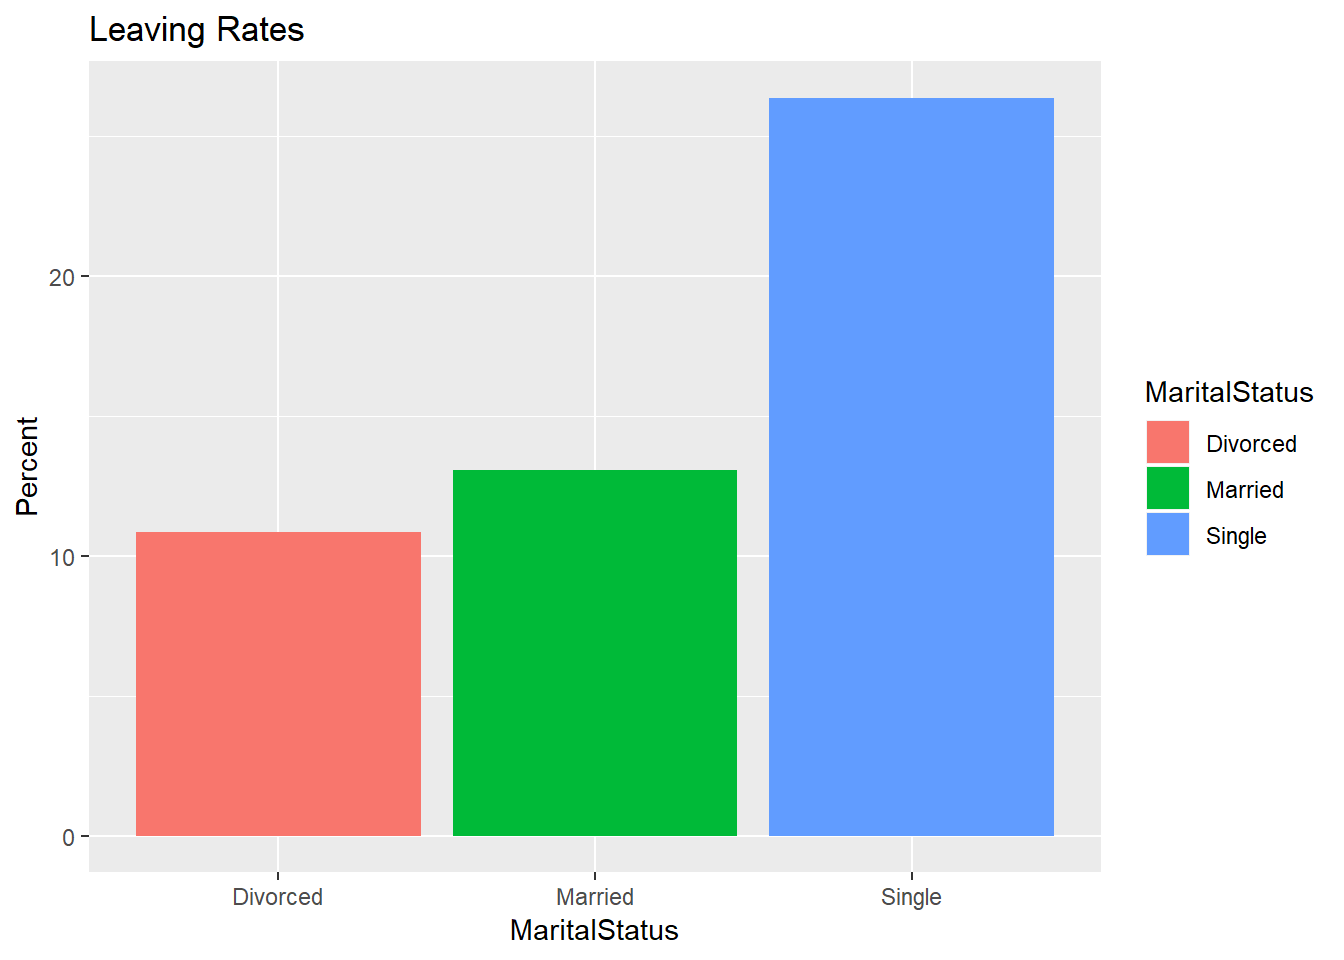 Leaving Rates
Percent
20
10
0
Divorced
Married
Single
MaritalStatus
MaritalStatus
Divorced
Married
Single